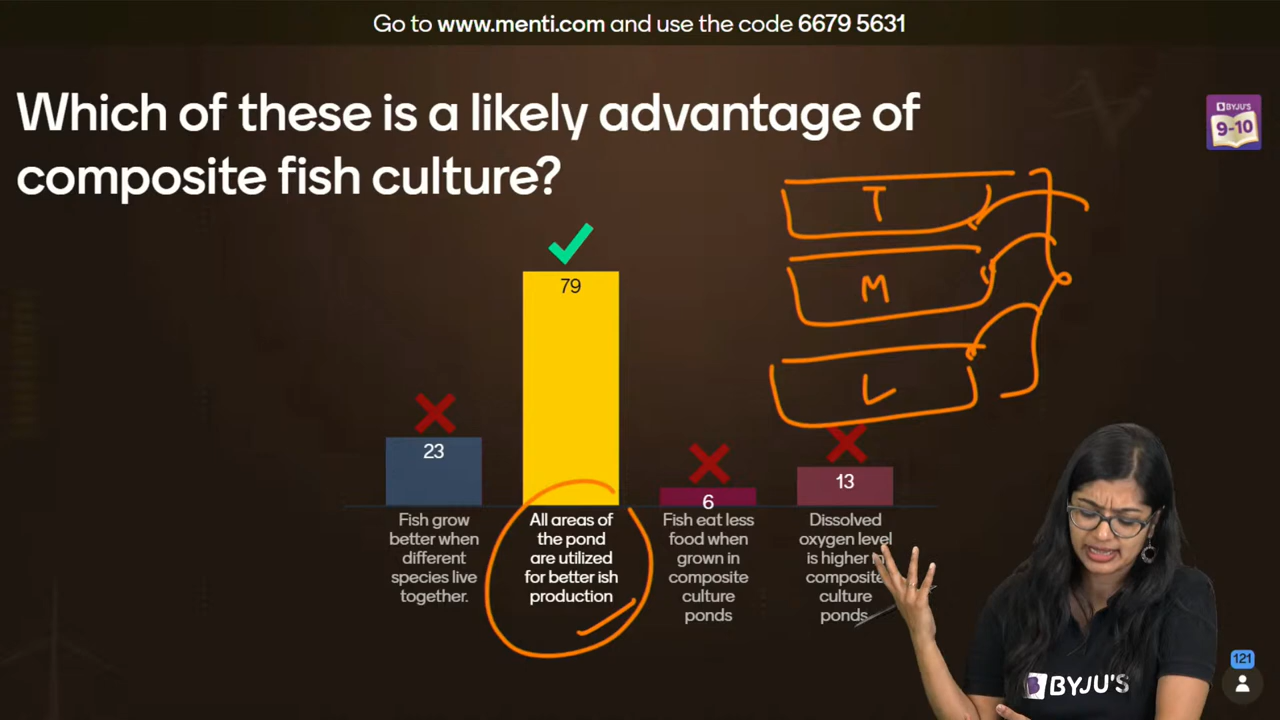 Go to www.menti.com and use the code 6679 5631
Which of these is a likely advantage of
composite fish culture?
BYJU'S
9-10
T
M
L
79
23
6
13
Fish grow
better when
different
species live
together.
All areas of
the pond
are utilized
for better ish
production
Fish eat less
food when
grown in
composite
culture
ponds
Dissolved
oxygen level
is higher
composite
culture
ponds
BYJU'S
121